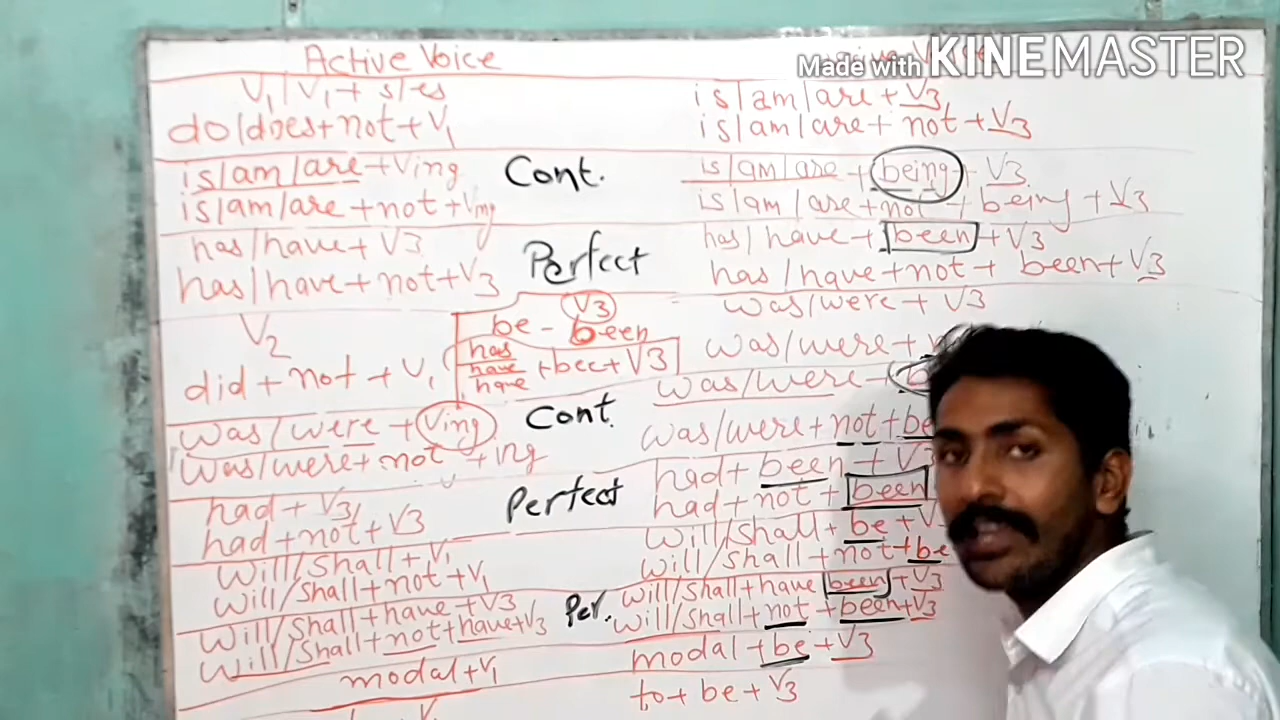 Active Voice
Made with KINEMASTER
V1 / V1 + s/es
is/am/are + V3
do/does + not + V1
is/am/are + not + V3
is/am/are + Ving
Cont.
is/am/are + being + V3
is/am/are + not + Ving
is/am/are + not + being + V3
has/have + V3
Perfect
has/have + been + V3
has/have + not + V3
has/have + not + been + V3
V3
be - been
was/were + V3
V2
has
have + bee + V3
have
was/were +
did + not + V1
was/were +
was/were + Ving
Cont.
was/were + not + be
was/were + not + ing
had + been + V3
had + V3
Perfect
had + not + been
had + not + V3
will/shall + be + V
will/shall + V1
will/shall + not + be
will/shall + not + V1
will/shall + have been + V3
will/shall + have + V3
Per.
will/shall + not + been + V3
will/shall + not + have + V3
modal + be + V3
modal + V1
to + be + V3